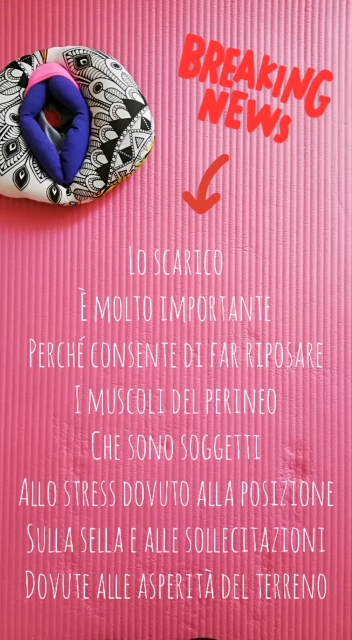 BREAKING
NEWS
LO SCARICO
È MOLTO IMPORTANTE
PERCHÉ CONSENTE DI FAR RIPOSARE
I MUSCOLI DEL PERINEO
CHE SONO SOGGETTI
ALLO STRESS DOVUTO ALLA POSIZIONE
SULLA SELLA E ALLE SOLLECITAZIONI
DOVUTE ALLE ASPERITÀ DEL TERRENO